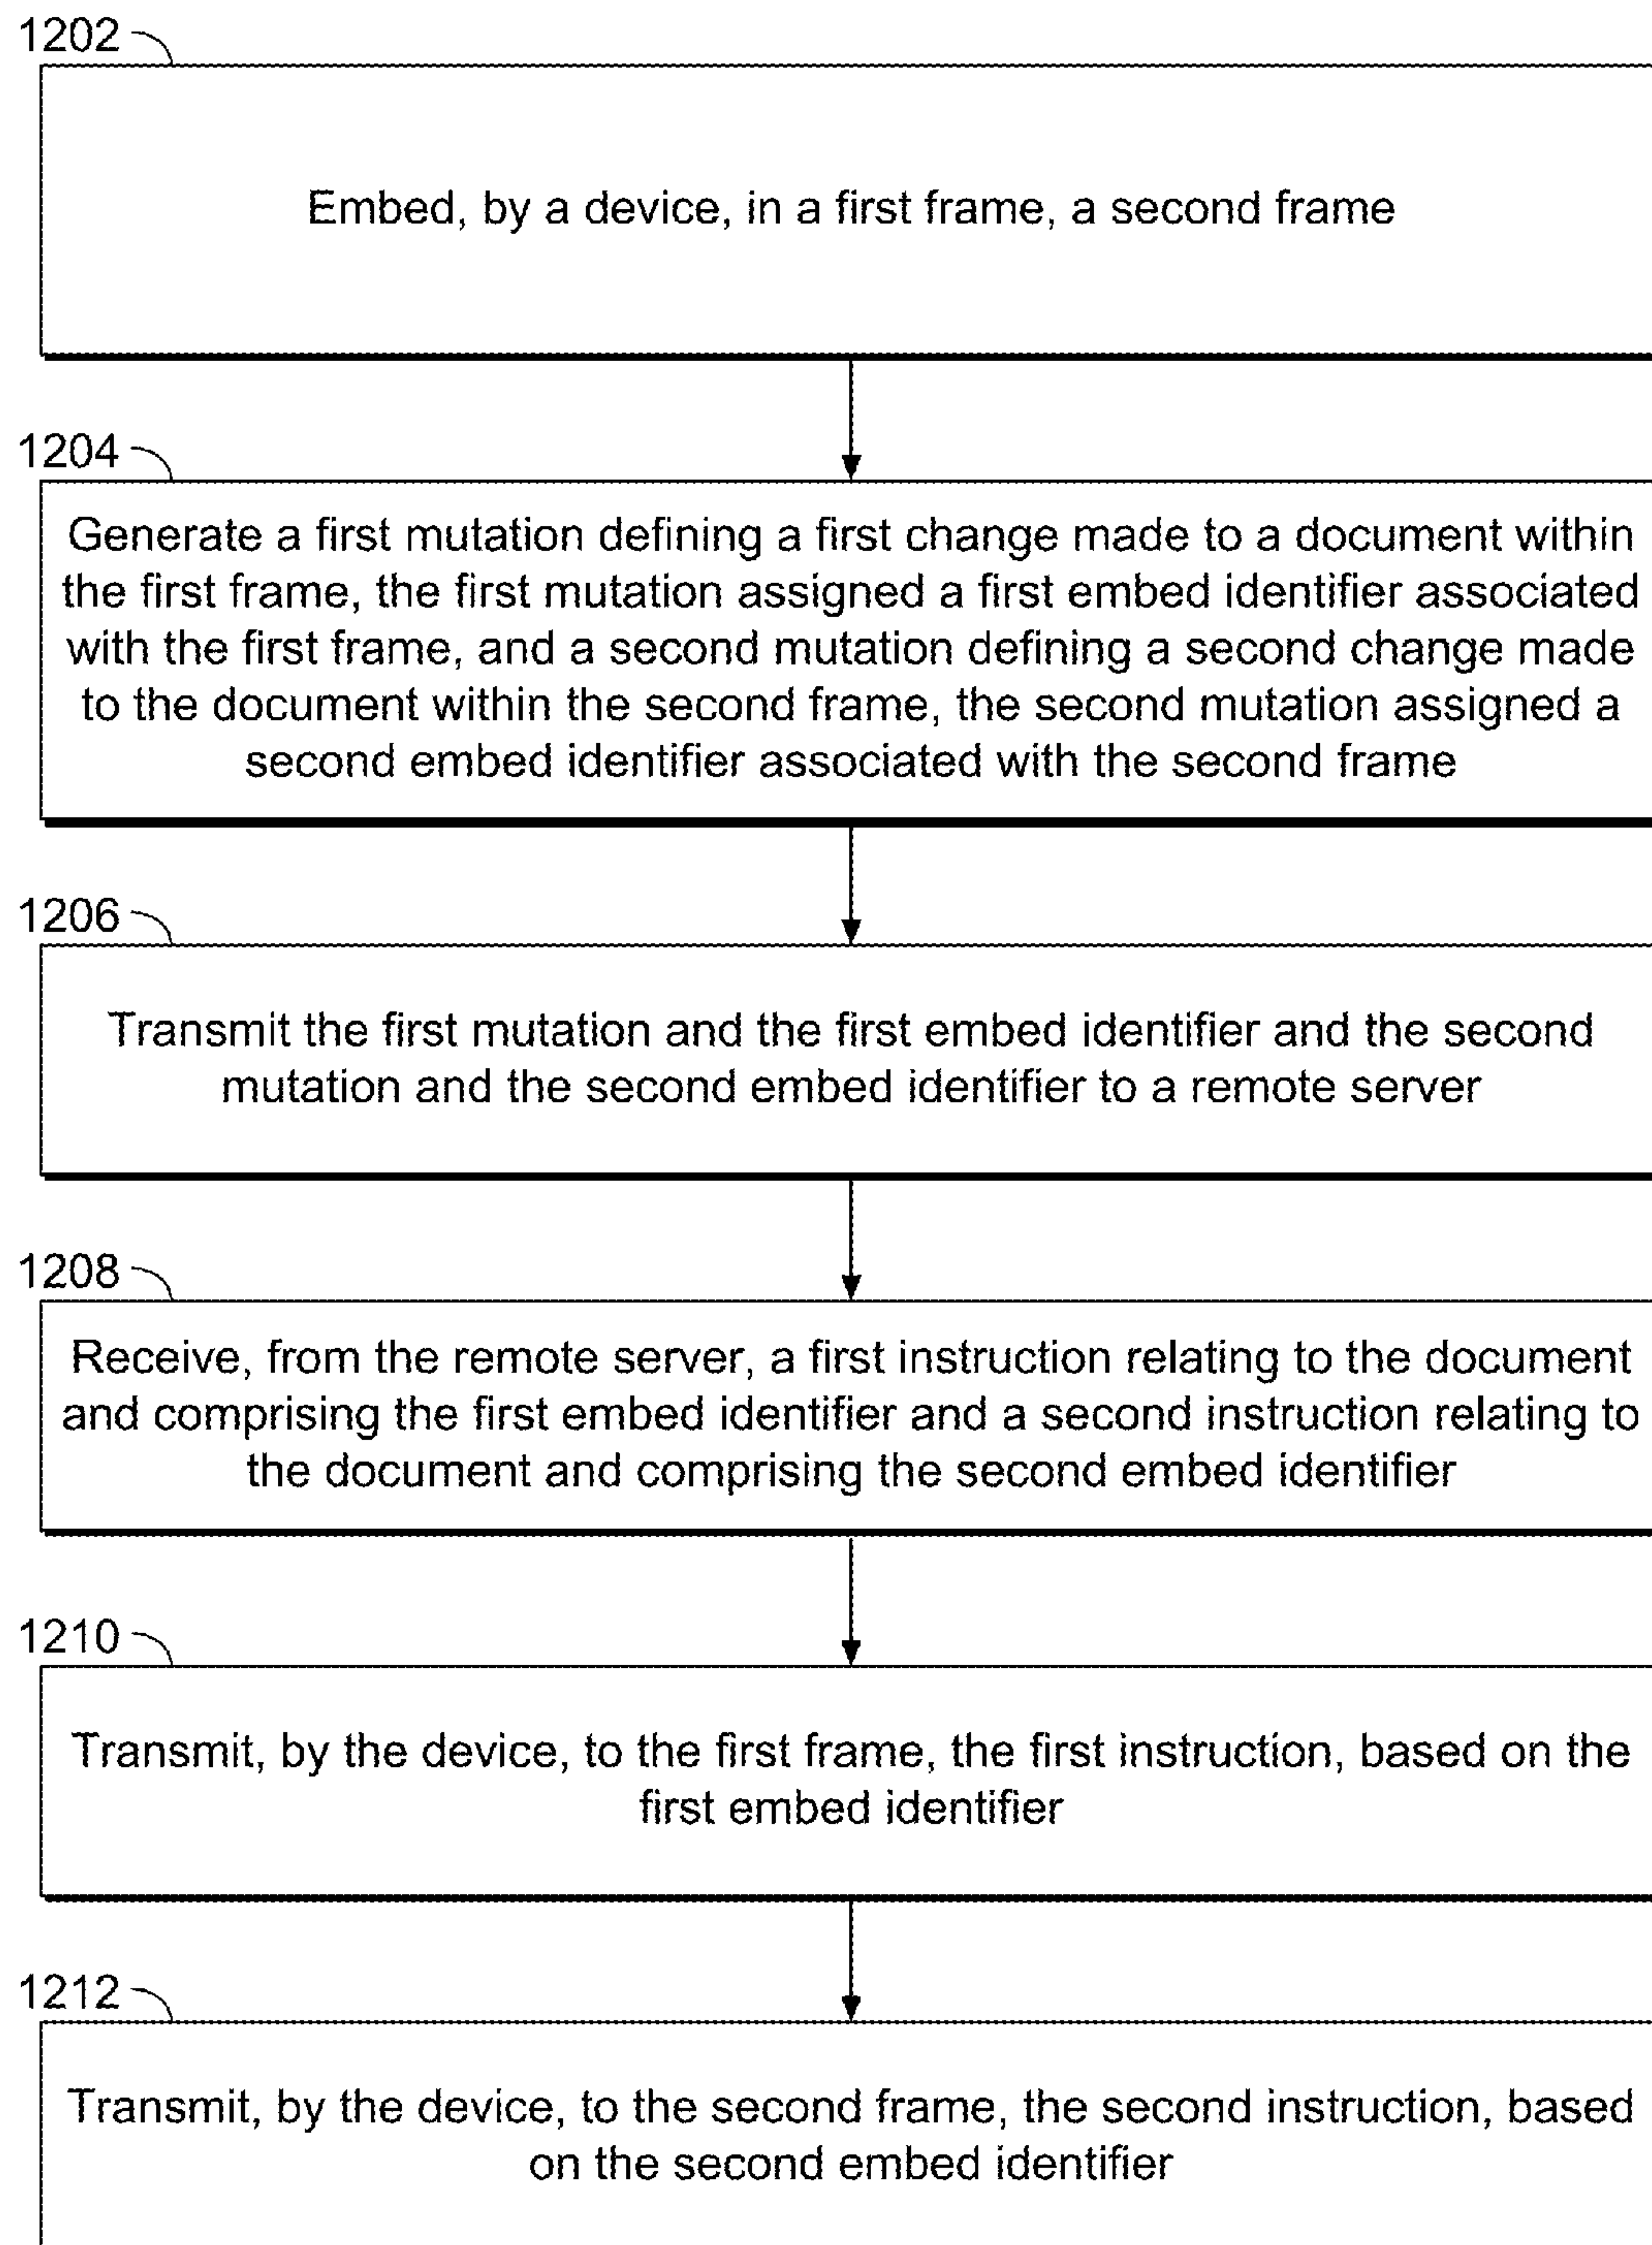 1202
Embed, by a device, in a first frame, a second frame
1204
Generate a first mutation defining a first change made to a document within
the first frame, the first mutation assigned a first embed identifier associated
with the first frame, and a second mutation defining a second change made
to the document within the second frame, the second mutation assigned a
second embed identifier associated with the second frame
1206
Transmit the first mutation and the first embed identifier and the second
mutation and the second embed identifier to a remote server
1208
Receive, from the remote server, a first instruction relating to the document
and comprising the first embed identifier and a second instruction relating to
the document and comprising the second embed identifier
1210
Transmit, by the device, to the first frame, the first instruction, based on the
first embed identifier
1212
Transmit, by the device, to the second frame, the second instruction, based
on the second embed identifier